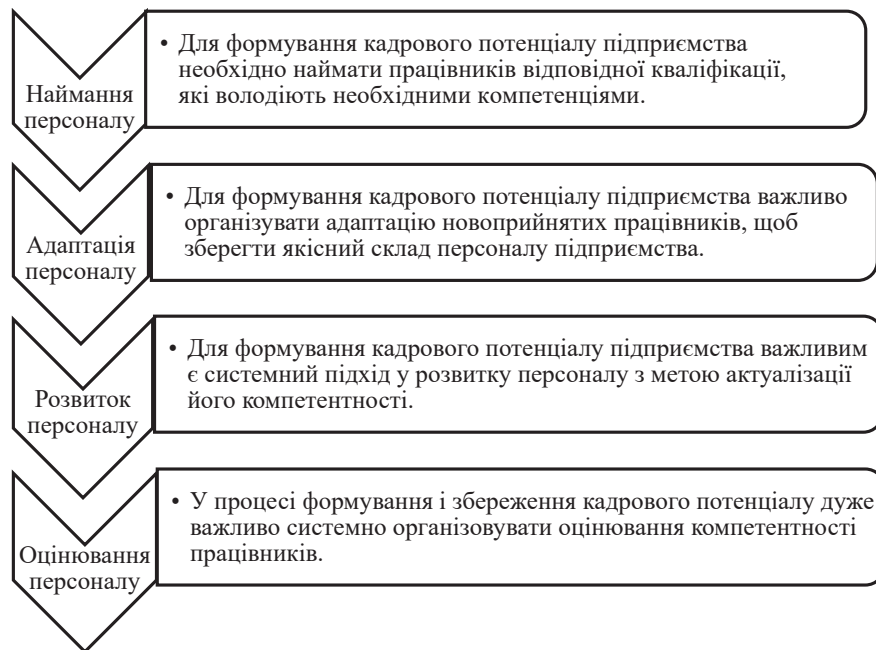 Наймання
персоналу
• Для формування кадрового потенціалу підприємства
необхідно наймати працівників відповідної кваліфікації,
які володіють необхідними компетенціями.
Адаптація
персоналу
• Для формування кадрового потенціалу підприємства важливо
організувати адаптацію новоприйнятих працівників, щоб
зберегти якісний склад персоналу підприємства.
Розвиток
персоналу
• Для формування кадрового потенціалу підприємства важливим
є системний підхід у розвитку персоналу з метою актуалізації
його компетентності.
Оцінювання
персоналу
• У процесі формування і збереження кадрового потенціалу дуже
важливо системно організовувати оцінювання компетентності
працівників.